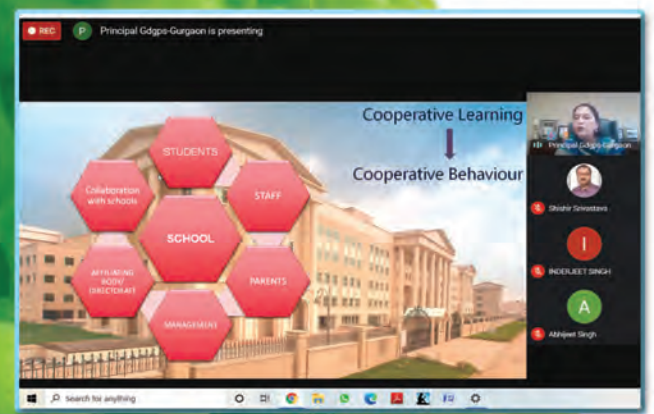 REC
P
Principal Gdgps-Gurgaon is presenting
Cooperative Learning
Cooperative Behaviour
STUDENTS
STAFF
PARENTS
MANAGEMENT
AFFILIATING
BODY/
DIRECTORATE
Collaboration
with schools
SCHOOL
Principal Gdgps-Gurgaon
Shishir Srivastava
I
INDERJEET SINGH
A
Abhijeet Singh
Search for anything